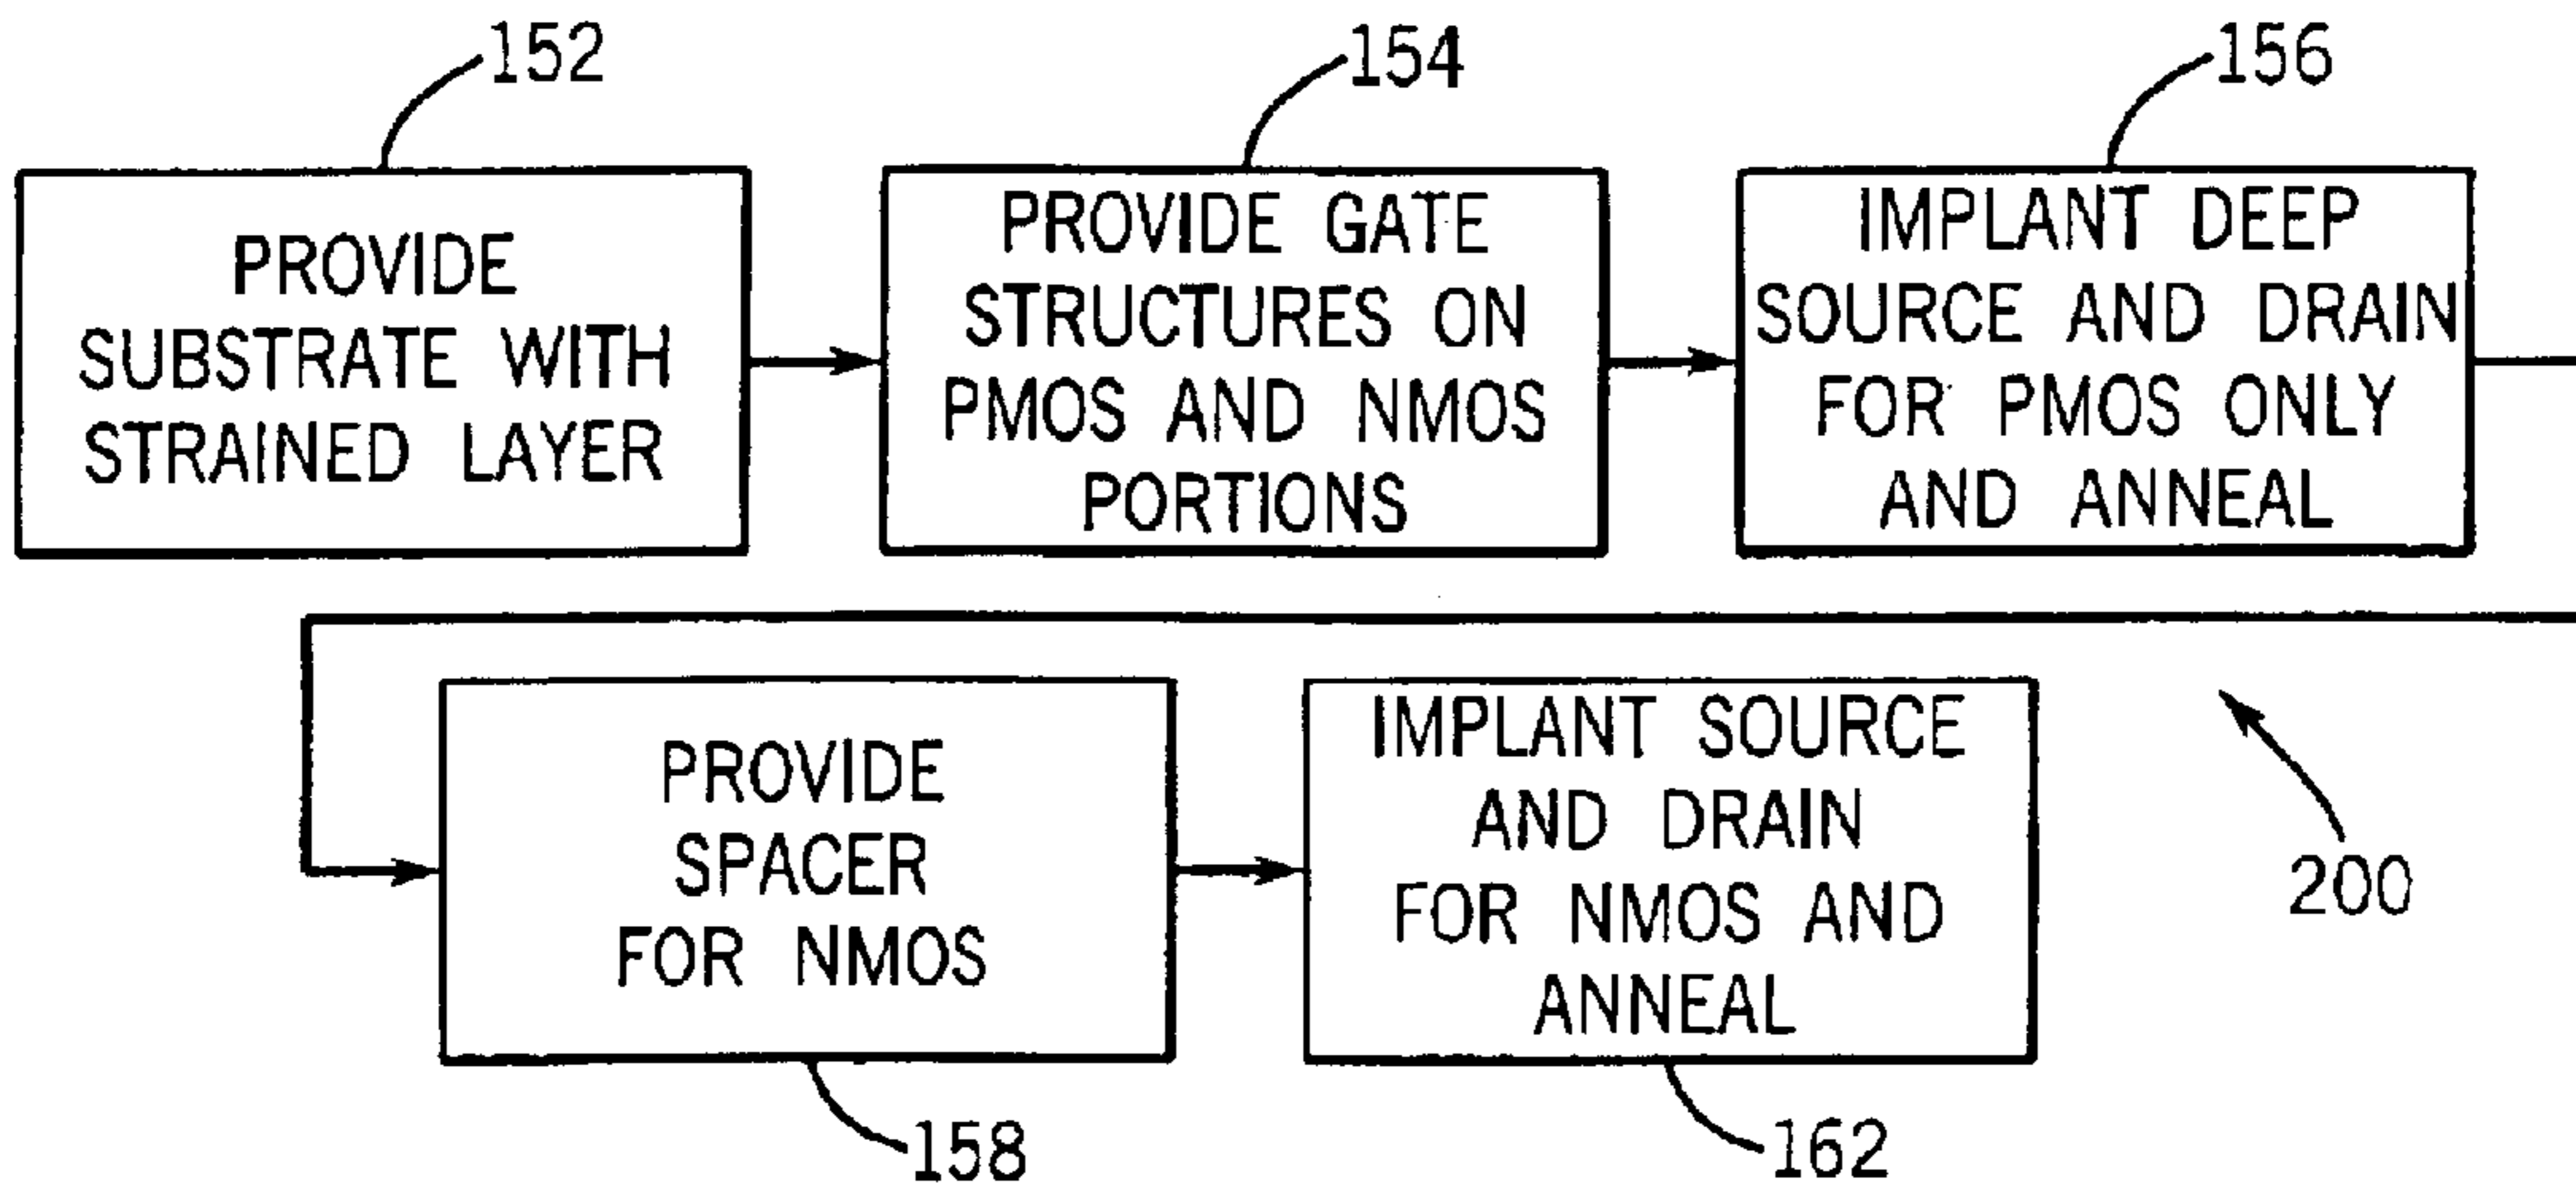 152
PROVIDE
SUBSTRATE WITH
STRAINED LAYER
154
PROVIDE GATE
STRUCTURES ON
PMOS AND NMOS
PORTIONS
156
IMPLANT DEEP
SOURCE AND DRAIN
FOR PMOS ONLY
AND ANNEAL
PROVIDE
SPACER
FOR NMOS
158
IMPLANT SOURCE
AND DRAIN
FOR NMOS AND
ANNEAL
162
200